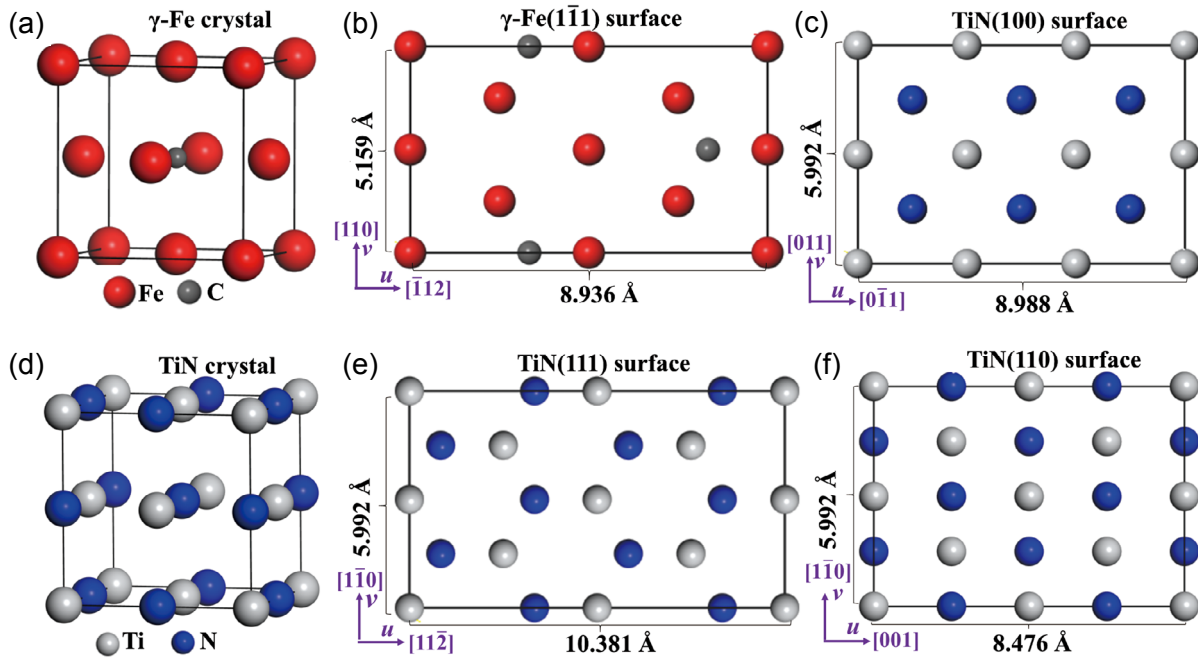 (a)
γ-Fe crystal
Fe
C
(b)
γ-Fe(11̅1) surface
5.159 Å
[110]
v
u
[1̅12]
8.936 Å
(c)
TiN(100) surface
5.992 Å
[011]
v
u
[01̅1]
8.988 Å
(d)
TiN crystal
Ti
N
(e)
TiN(111) surface
5.992 Å
[11̅0]
v
u
[112̅]
10.381 Å
(f)
TiN(110) surface
5.992 Å
[11̅0]
v
u
[001]
8.476 Å